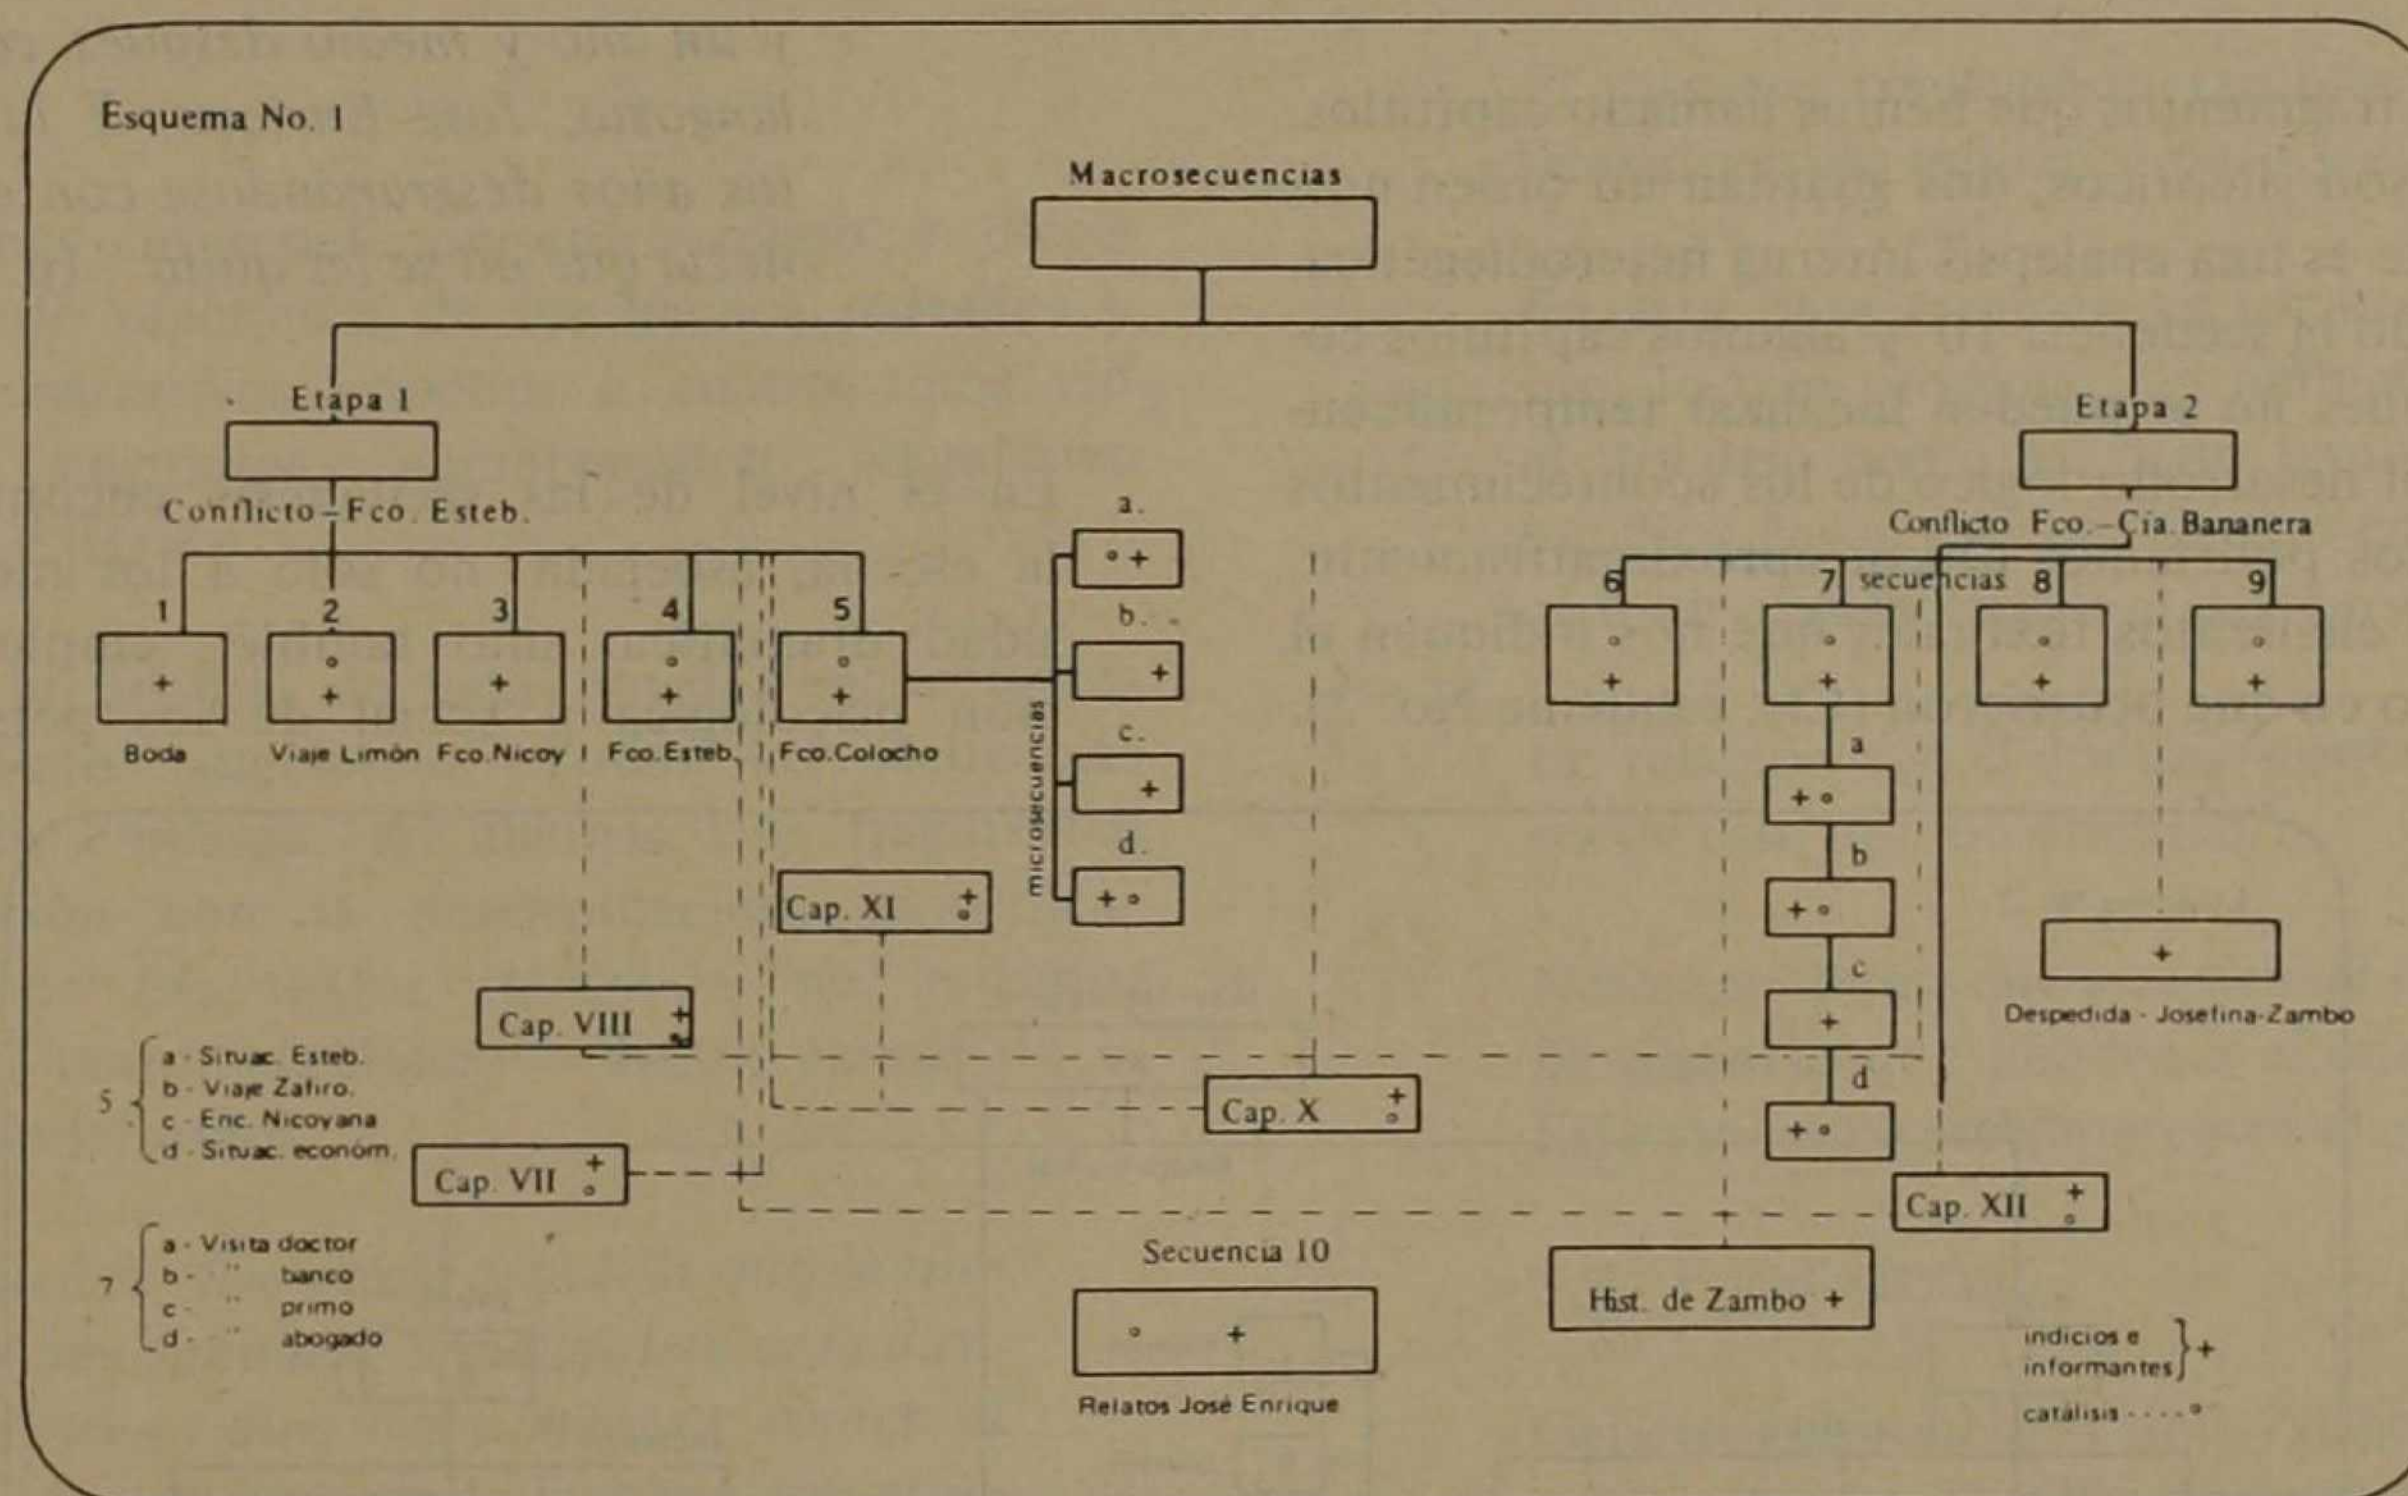 Esquema No. 1
Macrosecuencias
Etapa 1
Etapa 2
Conflicto – Fco. Esteb.
Conflicto Fco. – Cía. Bananera
secuencias
1 2 3 4 5
6 7 8 9
° + + ° + + ° + ° +
° + ° + ° + ° +
Boda Viaje Limón Fco. Nicoy Fco. Esteb. Fco. Colocho
microsecuencias
a.
° +
b.
+
c.
+
d.
+ °
a
+ °
b
+ °
c
+
d
+ °
+
Despedida - Josefina-Zambo
Cap. XI + °
Cap. VIII +
Cap. X + °
Cap. VII + °
Cap. XII + °
5
a - Situac. Esteb.
b - Viaje Zafiro.
c - Enc. Nicoyana
d - Situac. económ.
7
a - Visita doctor
b - " banco
c - " primo
d - " abogado
Secuencia 10
° +
Relatos José Enrique
Hist. de Zambo +
indicios e
informantes } +
catálisis . . . . °